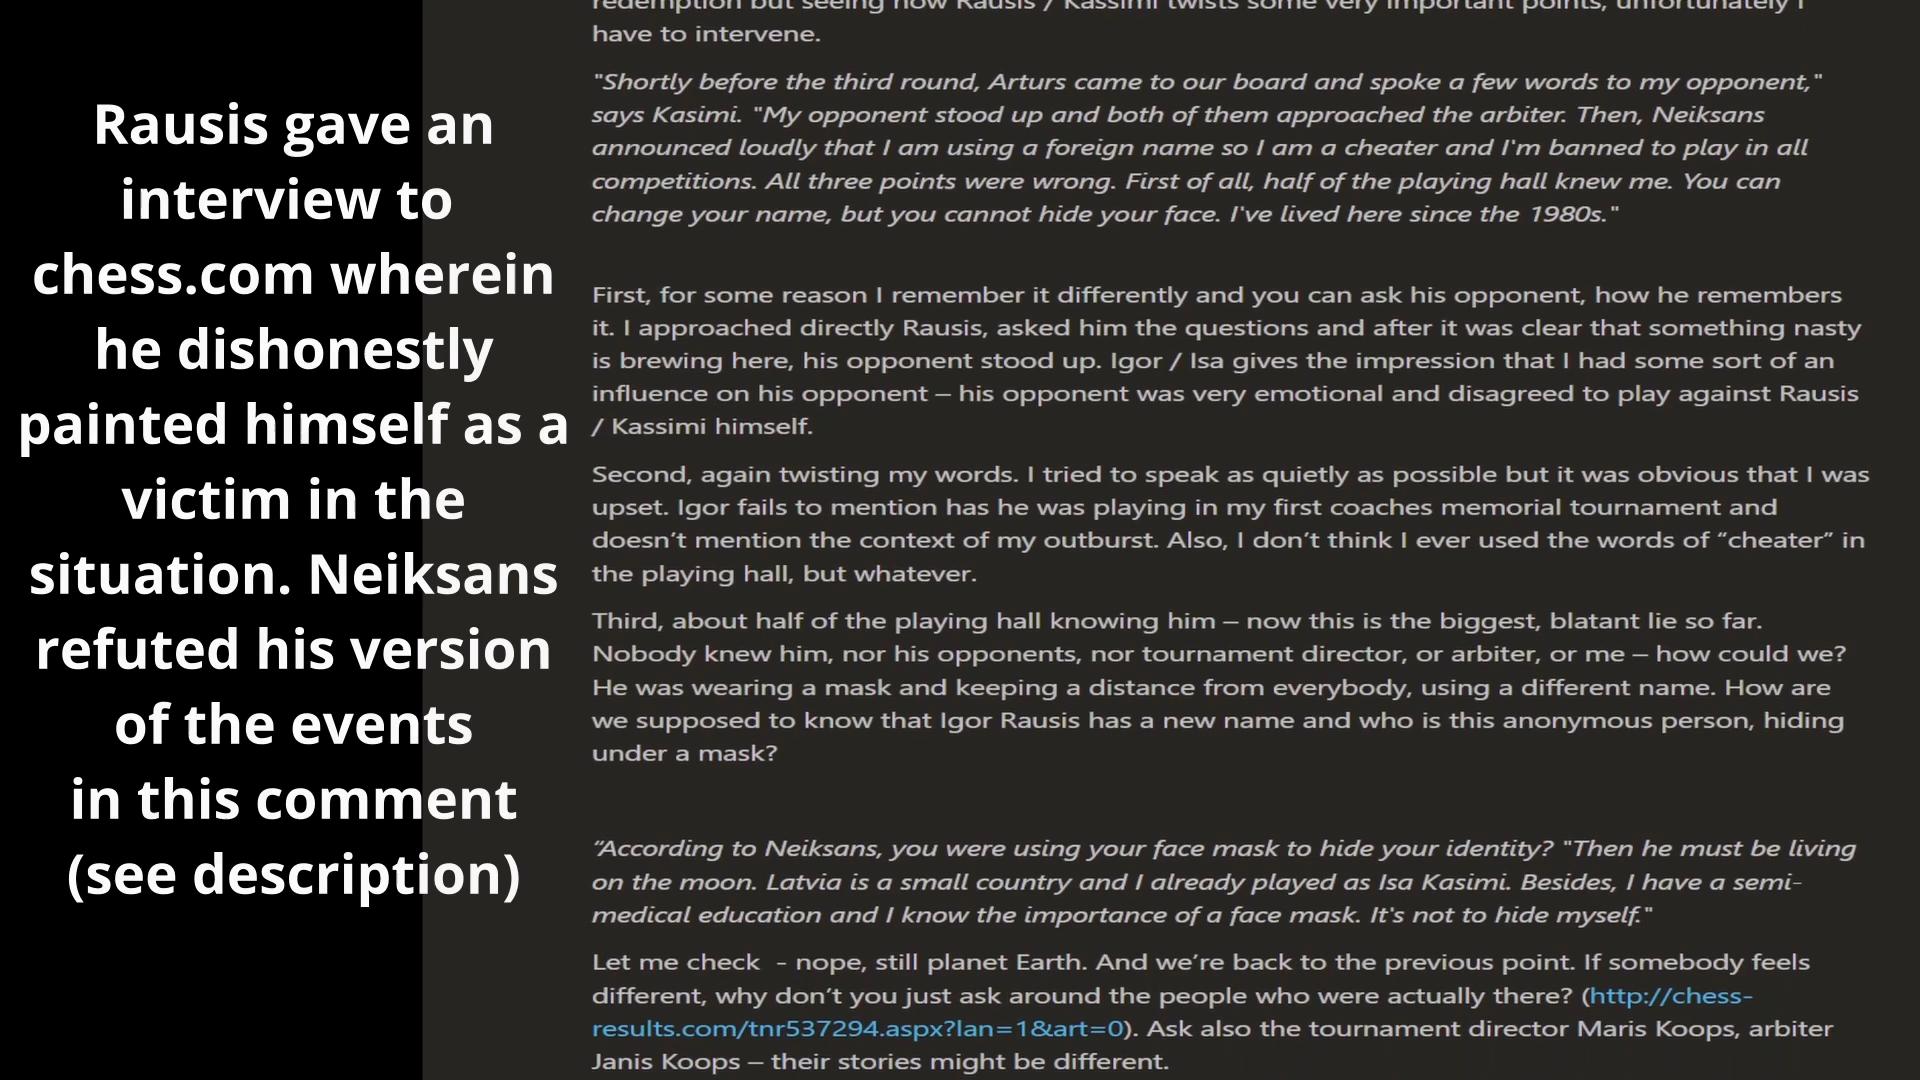 Rausis gave an
interview to
chess.com wherein
he dishonestly
painted himself as a
victim in the
situation. Neiksans
refuted his version
of the events
in this comment
(see description)
redemption but seeing how Rausis / Kassimi twists some very important points, unfortunately I
have to intervene.
"Shortly before the third round, Arturs came to our board and spoke a few words to my opponent,"
says Kasimi. "My opponent stood up and both of them approached the arbiter. Then, Neiksans
announced loudly that I am using a foreign name so I am a cheater and I'm banned to play in all
competitions. All three points were wrong. First of all, half of the playing hall knew me. You can
change your name, but you cannot hide your face. I've lived here since the 1980s."
First, for some reason I remember it differently and you can ask his opponent, how he remembers
it. I approached directly Rausis, asked him the questions and after it was clear that something nasty
is brewing here, his opponent stood up. Igor / Isa gives the impression that I had some sort of an
influence on his opponent – his opponent was very emotional and disagreed to play against Rausis
/ Kassimi himself.
Second, again twisting my words. I tried to speak as quietly as possible but it was obvious that I was
upset. Igor fails to mention has he was playing in my first coaches memorial tournament and
doesn’t mention the context of my outburst. Also, I don’t think I ever used the words of “cheater” in
the playing hall, but whatever.
Third, about half of the playing hall knowing him – now this is the biggest, blatant lie so far.
Nobody knew him, nor his opponents, nor tournament director, or arbiter, or me – how could we?
He was wearing a mask and keeping a distance from everybody, using a different name. How are
we supposed to know that Igor Rausis has a new name and who is this anonymous person, hiding
under a mask?
“According to Neiksans, you were using your face mask to hide your identity? "Then he must be living
on the moon. Latvia is a small country and I already played as Isa Kasimi. Besides, I have a semi-
medical education and I know the importance of a face mask. It's not to hide myself."
Let me check  - nope, still planet Earth. And we’re back to the previous point. If somebody feels
different, why don’t you just ask around the people who were actually there? (http://chess-
results.com/tnr537294.aspx?lan=1&art=0). Ask also the tournament director Maris Koops, arbiter
Janis Koops – their stories might be different.